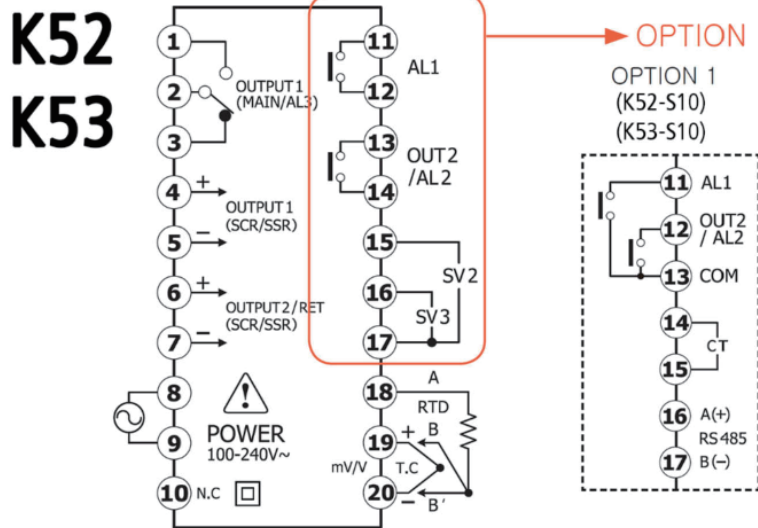 K52
K53
1
2
3
4
5
6
7
8
9
10
OUTPUT1
(MAIN/AL3)
+
OUTPUT1
(SCR/SSR)
−
+
OUTPUT2/RET
(SCR/SSR)
−
!
POWER
100-240V~
N.C
11
12
13
14
15
16
17
18
19
20
AL1
OUT2
/AL2
SV2
SV3
A
RTD
+
B
mV/V
T.C
−
B′
OPTION
OPTION 1
(K52-S10)
(K53-S10)
11 AL1
12 OUT2
/ AL2
13 COM
14
CT
15
16 A(+)
RS485
17 B(−)